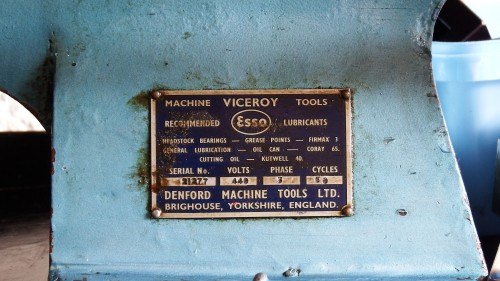 MACHINE VICEROY TOOLS
RECOMMENDED Esso LUBRICANTS
HEADSTOCK BEARINGS — GREASE POINTS — FIRMAX 3
GENERAL LUBRICATION — OIL CAN — CORAY 65.
CUTTING OIL — KUTWELL 40.
SERIAL No. VOLTS PHASE CYCLES
440 3 50
DENFORD MACHINE TOOLS LTD.
BRIGHOUSE, YORKSHIRE, ENGLAND.